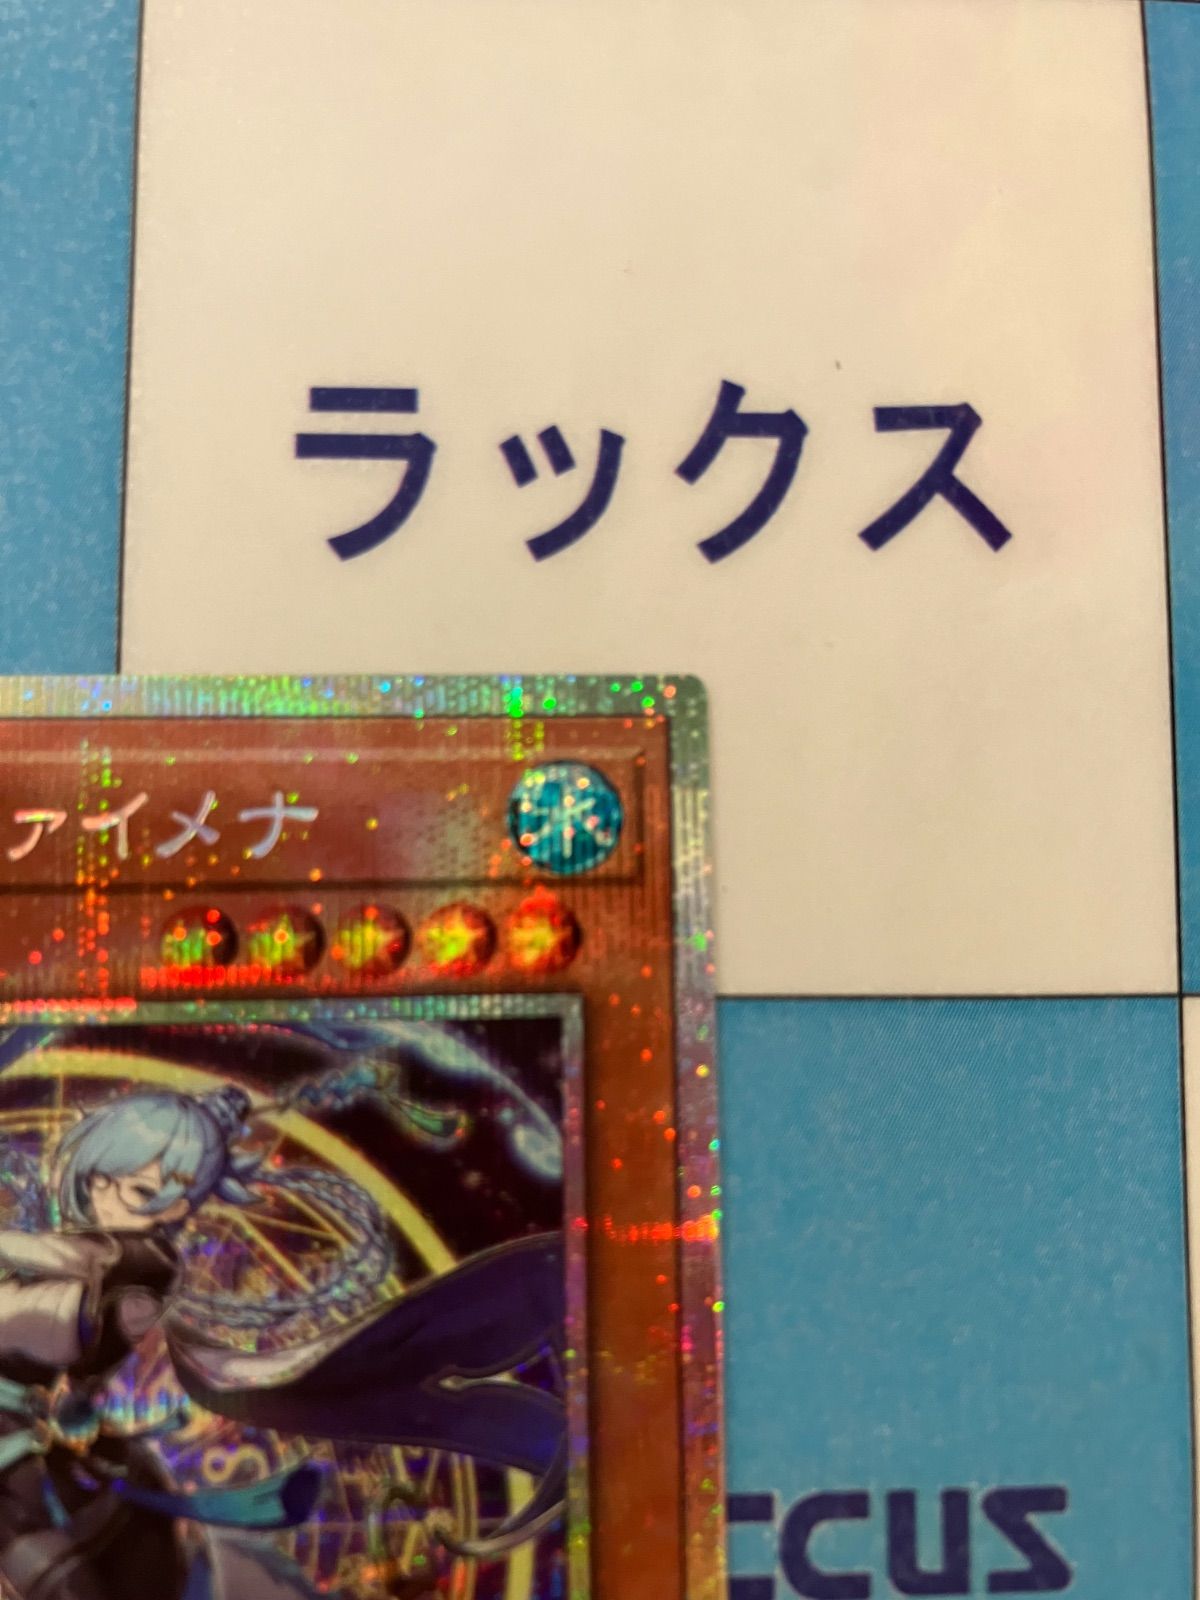 ラックス
ァイメナ
水
ccus